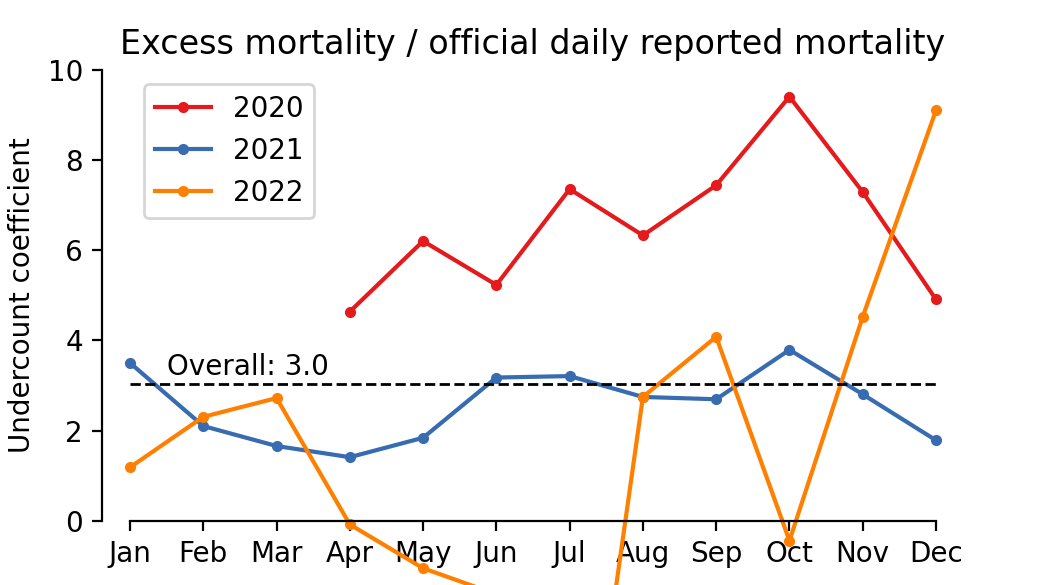 Excess mortality / official daily reported mortality
Undercount coefficient
10
8
6
4
2
0
2020
2021
2022
Overall: 3.0
Jan Feb Mar Apr May Jun Jul Aug Sep Oct Nov Dec